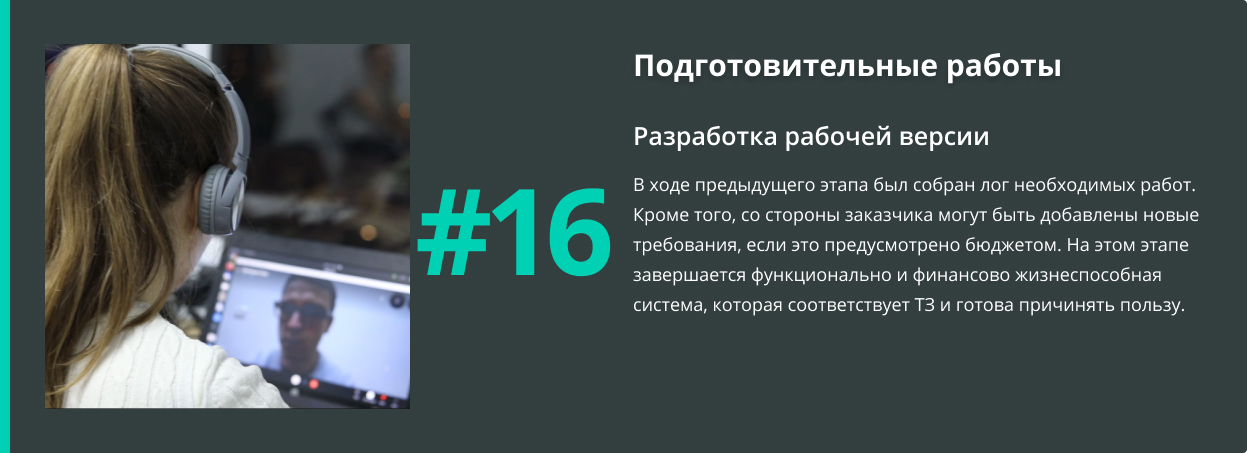 #16
Подготовительные работы
Разработка рабочей версии
В ходе предыдущего этапа был собран лог необходимых работ.
Кроме того, со стороны заказчика могут быть добавлены новые
требования, если это предусмотрено бюджетом. На этом этапе
завершается функционально и финансово жизнеспособная
система, которая соответствует ТЗ и готова причинять пользу.